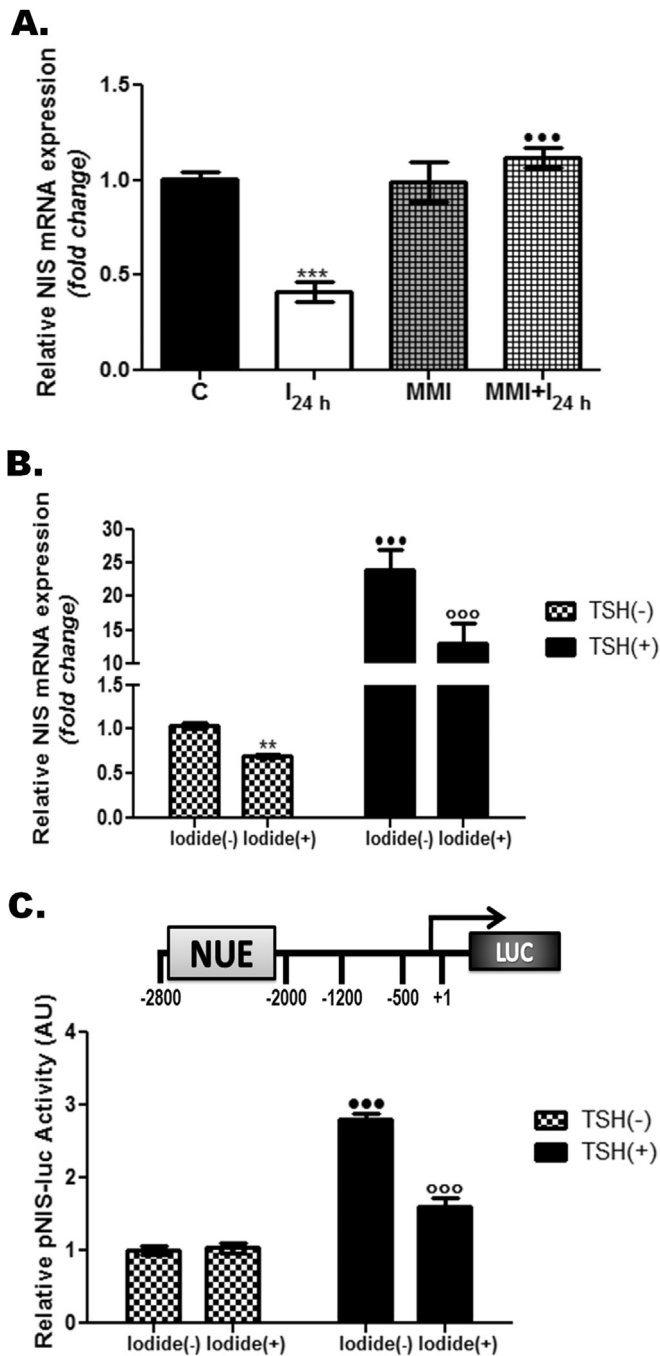 A.
Relative NIS mRNA expression
(fold change)
1.5
1.0
0.5
0.0
***
•••
C I24 h MMI MMI+I24 h
B.
Relative NIS mRNA expression
(fold change)
30
25
20
15
10
1.5
1.0
0.5
0.0
**
•••
ooo
Iodide(-) Iodide(+) Iodide(-) Iodide(+)
TSH(-)
TSH(+)
C.
NUE
LUC
-2800 -2000 -1200 -500 +1
Relative pNIS-luc Activity (AU)
4
3
2
1
0
•••
ooo
Iodide(-) Iodide(+) Iodide(-) Iodide(+)
TSH(-)
TSH(+)